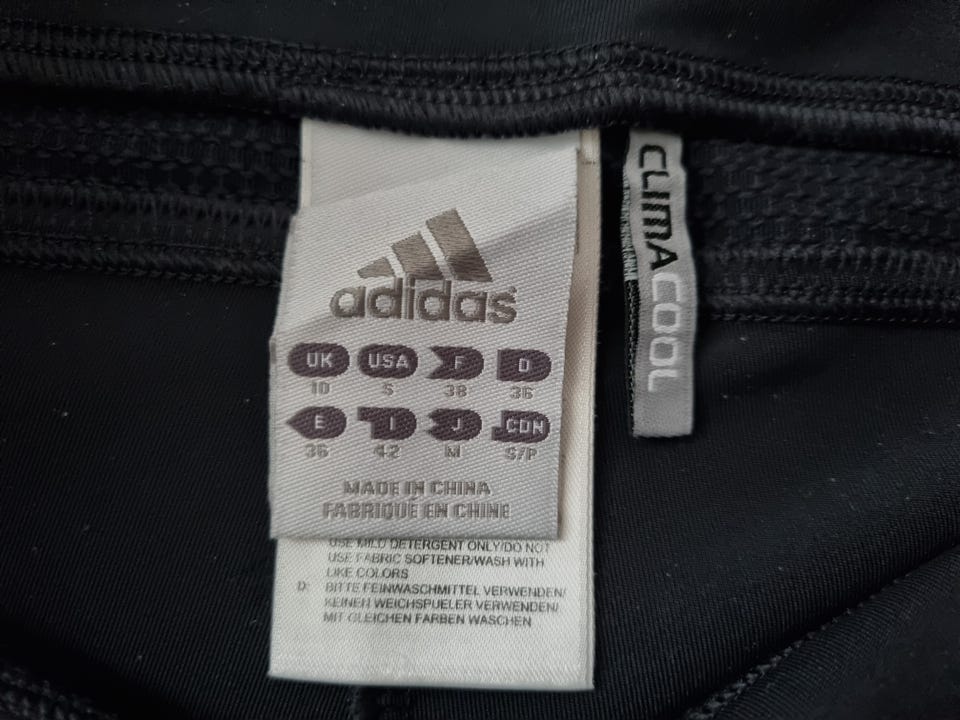 adidas
UK USA F D
10 S 38 36
E I J CDN
36 42 M S/P
MADE IN CHINA
FABRIQUÉ EN CHINE
USE MILD DETERGENT ONLY/DO NOT
USE FABRIC SOFTENER/WASH WITH
LIKE COLORS
D: BITTE FEINWASCHMITTEL VERWENDEN/
KEINEN WEICHSPUELER VERWENDEN/
MIT GLEICHEN FARBEN WASCHEN
CLIMACOOL